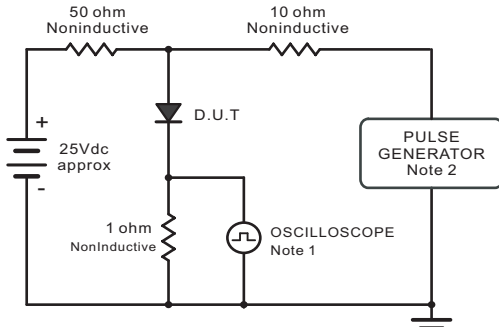 50 ohm
Noninductive
10 ohm
Noninductive
D.U.T
+
25Vdc
approx
-
PULSE
GENERATOR
Note 2
1 ohm
NonInductive
OSCILLOSCOPE
Note 1